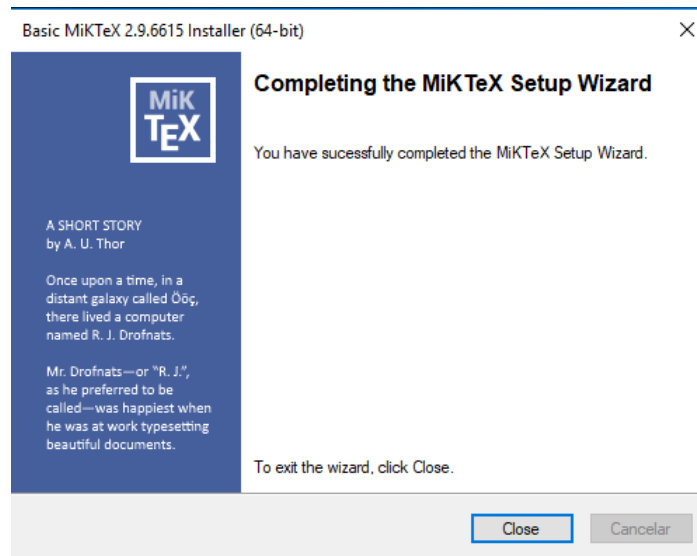 Basic MiKTeX 2.9.6615 Installer (64-bit)
MiK
TEX
Completing the MiKTeX Setup Wizard
You have sucessfully completed the MiKTeX Setup Wizard.
A SHORT STORY
by A. U. Thor
Once upon a time, in a
distant galaxy called Ööç,
there lived a computer
named R. J. Drofnats.
Mr. Drofnats—or “R. J.”,
as he preferred to be
called—was happiest when
he was at work typesetting
beautiful documents.
To exit the wizard, click Close.
Close
Cancelar